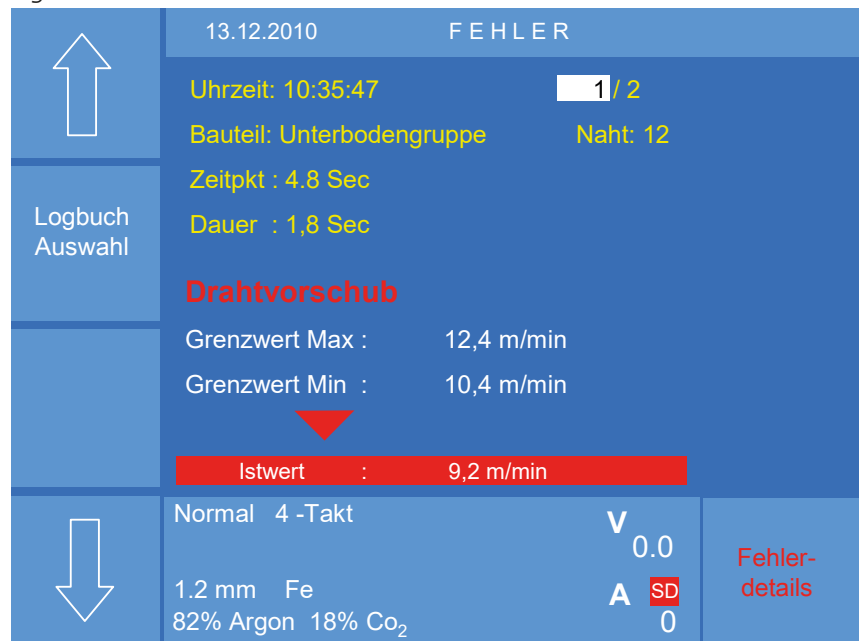 13.12.2010 F E H L E R
Uhrzeit: 10:35:47 1 / 2
Bauteil: Unterbodengruppe Naht: 12
Zeitpkt : 4.8 Sec
Logbuch
Auswahl
Dauer : 1,8 Sec
Drahtvorschub
Grenzwert Max : 12,4 m/min
Grenzwert Min : 10,4 m/min
Istwert : 9,2 m/min
Normal 4 -Takt
V
0.0
1.2 mm Fe
A SD
82% Argon 18% Co₂
0
Fehler-
details